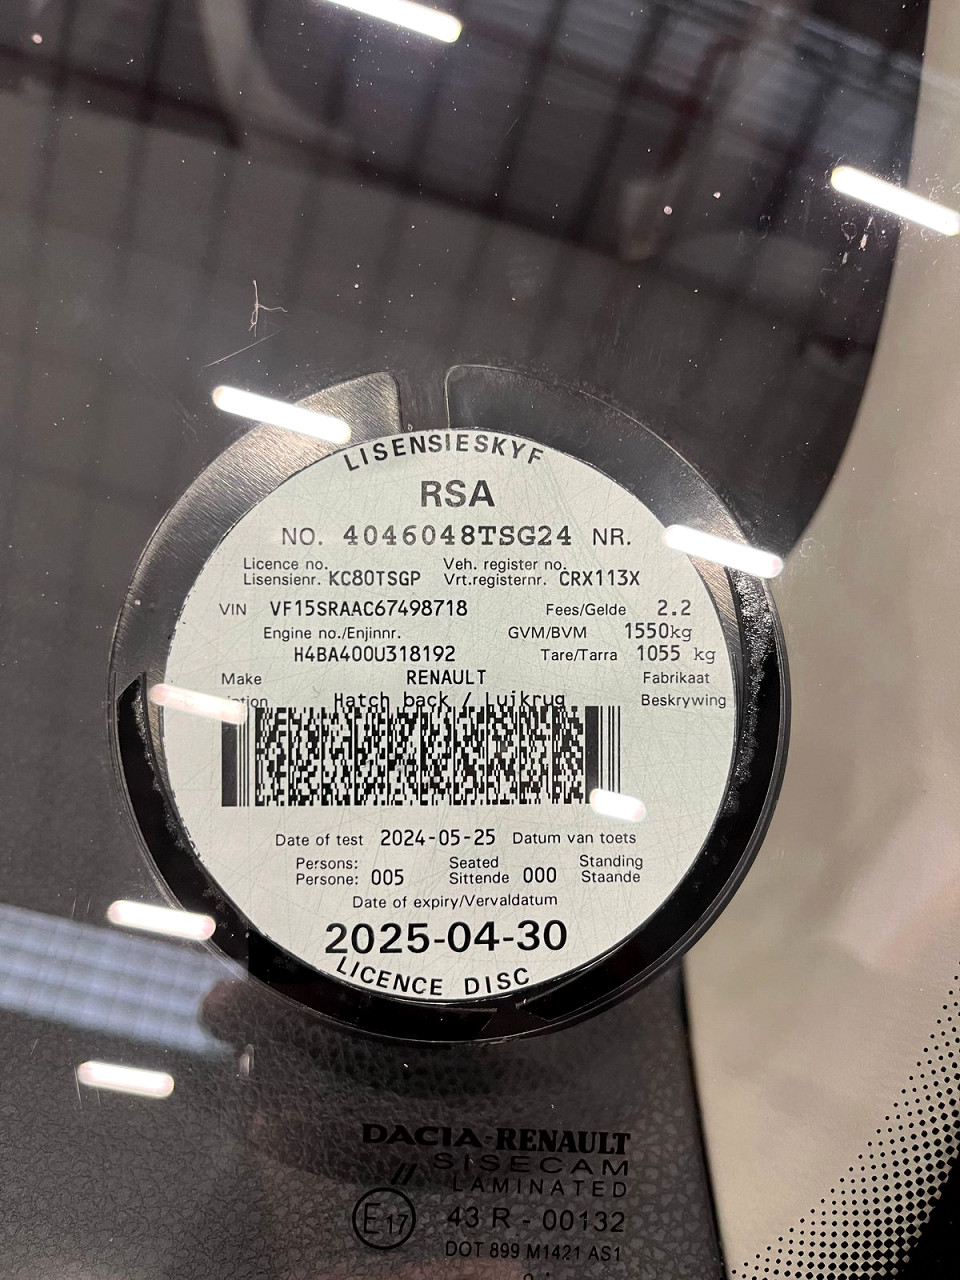 LISENSIESKYF
RSA
NO. 4046048TSG24 NR.
Licence no. Veh. register no.
Lisensienr. KC80TSGP Vrt.registernr. CRX113X
VIN VF15SRAAC67498718 Fees/Gelde 2.2
Engine no./Enjinnr. GVM/BVM 1550kg
H4BA400U318192 Tare/Tarra 1055 kg
Make RENAULT Fabrikaat
Hatch back / Luikrug Beskrywing
Date of test 2024-05-25 Datum van toets
Persons: Seated Standing
Persone: 005 Sittende 000 Staande
Date of expiry/Vervaldatum
2025-04-30
LICENCE DISC
DACIA-RENAULT
SISECAM
LAMINATED
E17 43 R - 00132
DOT 899 M1421 AS1